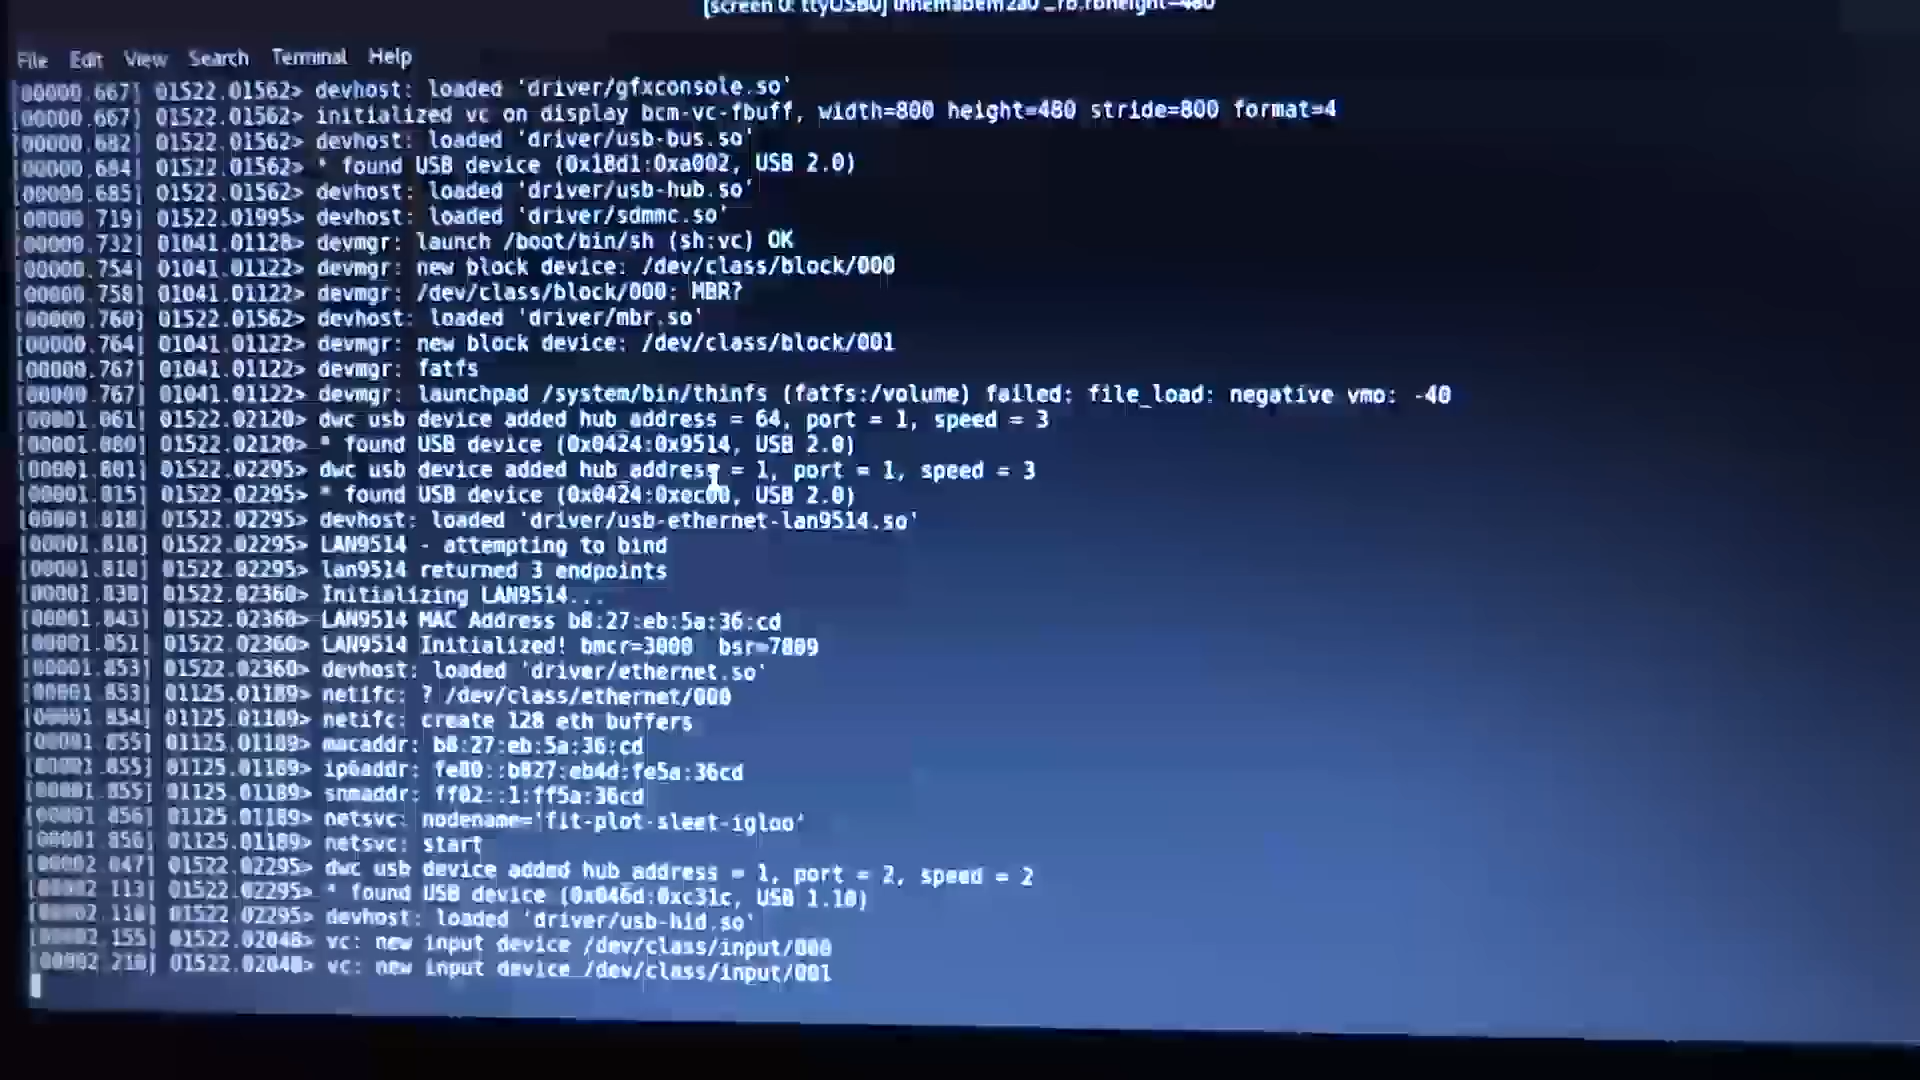 [screen 0: ttyUSB0]
File Edit View Search Terminal Help
[00000.667] 01522.01562> devhost: loaded 'driver/gfxconsole.so'
[00000.667] 01522.01562> initialized vc on display bcm-vc-fbuff, width=800 height=480 stride=800 format=4
[00000.682] 01522.01562> devhost: loaded 'driver/usb-bus.so'
[00000.684] 01522.01562> * found USB device (0x18d1:0xa002, USB 2.0)
[00000.685] 01522.01562> devhost: loaded 'driver/usb-hub.so'
[00000.719] 01522.01995> devhost: loaded 'driver/sdmmc.so'
[00000.732] 01041.01128> devmgr: launch /boot/bin/sh (sh:vc) OK
[00000.754] 01041.01122> devmgr: new block device: /dev/class/block/000
[00000.758] 01041.01122> devmgr: /dev/class/block/000: MBR?
[00000.760] 01522.01562> devhost: loaded 'driver/mbr.so'
[00000.764] 01041.01122> devmgr: new block device: /dev/class/block/001
[00000.767] 01041.01122> devmgr: fatfs
[00000.767] 01041.01122> devmgr: launchpad /system/bin/thinfs (fatfs:/volume) failed: file_load: negative vmo: -40
[00001.061] 01522.02120> dwc usb device added hub_address = 64, port = 1, speed = 3
[00001.080] 01522.02120> * found USB device (0x0424:0x9514, USB 2.0)
[00001.801] 01522.02295> dwc usb device added hub_address = 1, port = 1, speed = 3
[00001.815] 01522.02295> * found USB device (0x0424:0xec00, USB 2.0)
[00001.818] 01522.02295> devhost: loaded 'driver/usb-ethernet-lan9514.so'
[00001.818] 01522.02295> LAN9514 - attempting to bind
[00001.818] 01522.02295> lan9514 returned 3 endpoints
[00001.838] 01522.02360> Initializing LAN9514...
[00001.843] 01522.02360> LAN9514 MAC Address b8:27:eb:5a:36:cd
[00001.851] 01522.02360> LAN9514 Initialized! bmcr=3000 bsr=7809
[00001.853] 01522.02360> devhost: loaded 'driver/ethernet.so'
[00001.853] 01125.01189> netifc: ? /dev/class/ethernet/000
[00001.854] 01125.01189> netifc: create 128 eth buffers
[00001.855] 01125.01189> macaddr: b8:27:eb:5a:36:cd
[00001.855] 01125.01189> ip6addr: fe80::b827:eb4d:fe5a:36cd
[00001.855] 01125.01189> snmaddr: ff02::1:ff5a:36cd
[00001.856] 01125.01189> netsvc: nodename='fit-plot-sleet-igloo'
[00001.856] 01125.01189> netsvc: start
[00002.047] 01522.02295> dwc usb device added hub_address = 1, port = 2, speed = 2
[00002.113] 01522.02295> * found USB device (0x046d:0xc31c, USB 1.10)
[00002.118] 01522.02295> devhost: loaded 'driver/usb-hid.so'
[00002.155] 01522.02048> vc: new input device /dev/class/input/000
[00002.210] 01522.02048> vc: new input device /dev/class/input/001